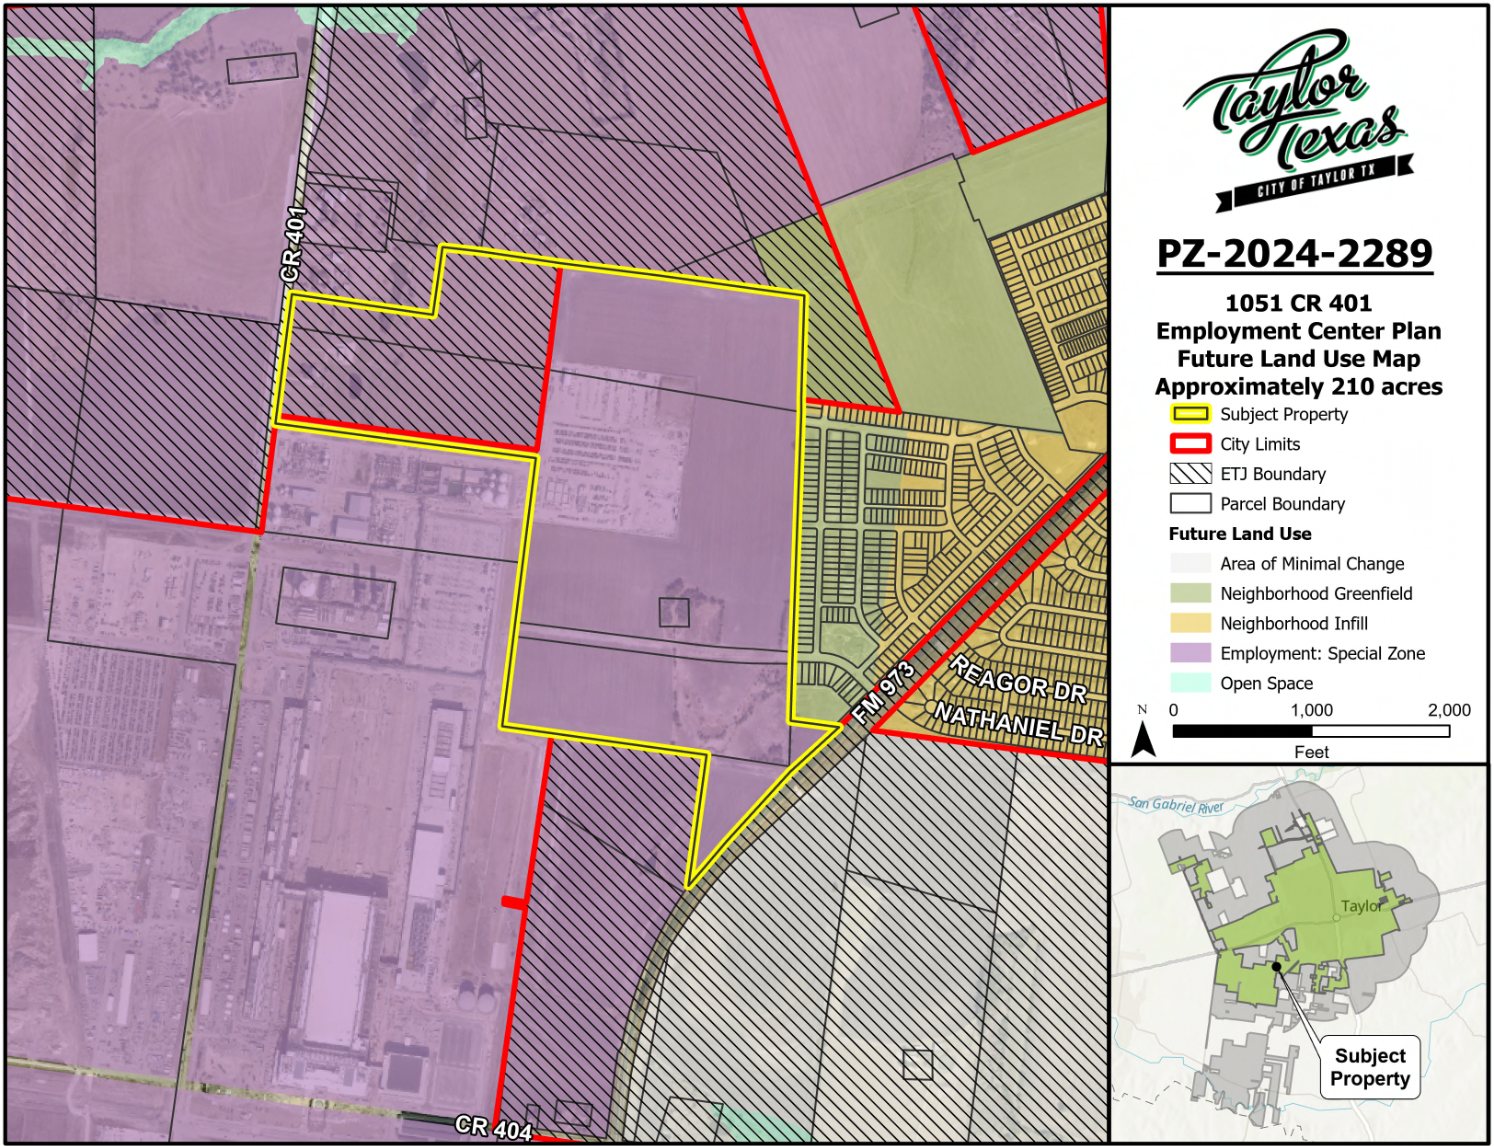 CR 401
FM 973
REAGOR DR
NATHANIEL DR
CR 404
Taylor
Texas
CITY OF TAYLOR TX
PZ-2024-2289
1051 CR 401
Employment Center Plan
Future Land Use Map
Approximately 210 acres
Subject Property
City Limits
ETJ Boundary
Parcel Boundary
Future Land Use
Area of Minimal Change
Neighborhood Greenfield
Neighborhood Infill
Employment: Special Zone
Open Space
N 0 1,000 2,000
Feet
San Gabriel River
Taylor
Subject
Property